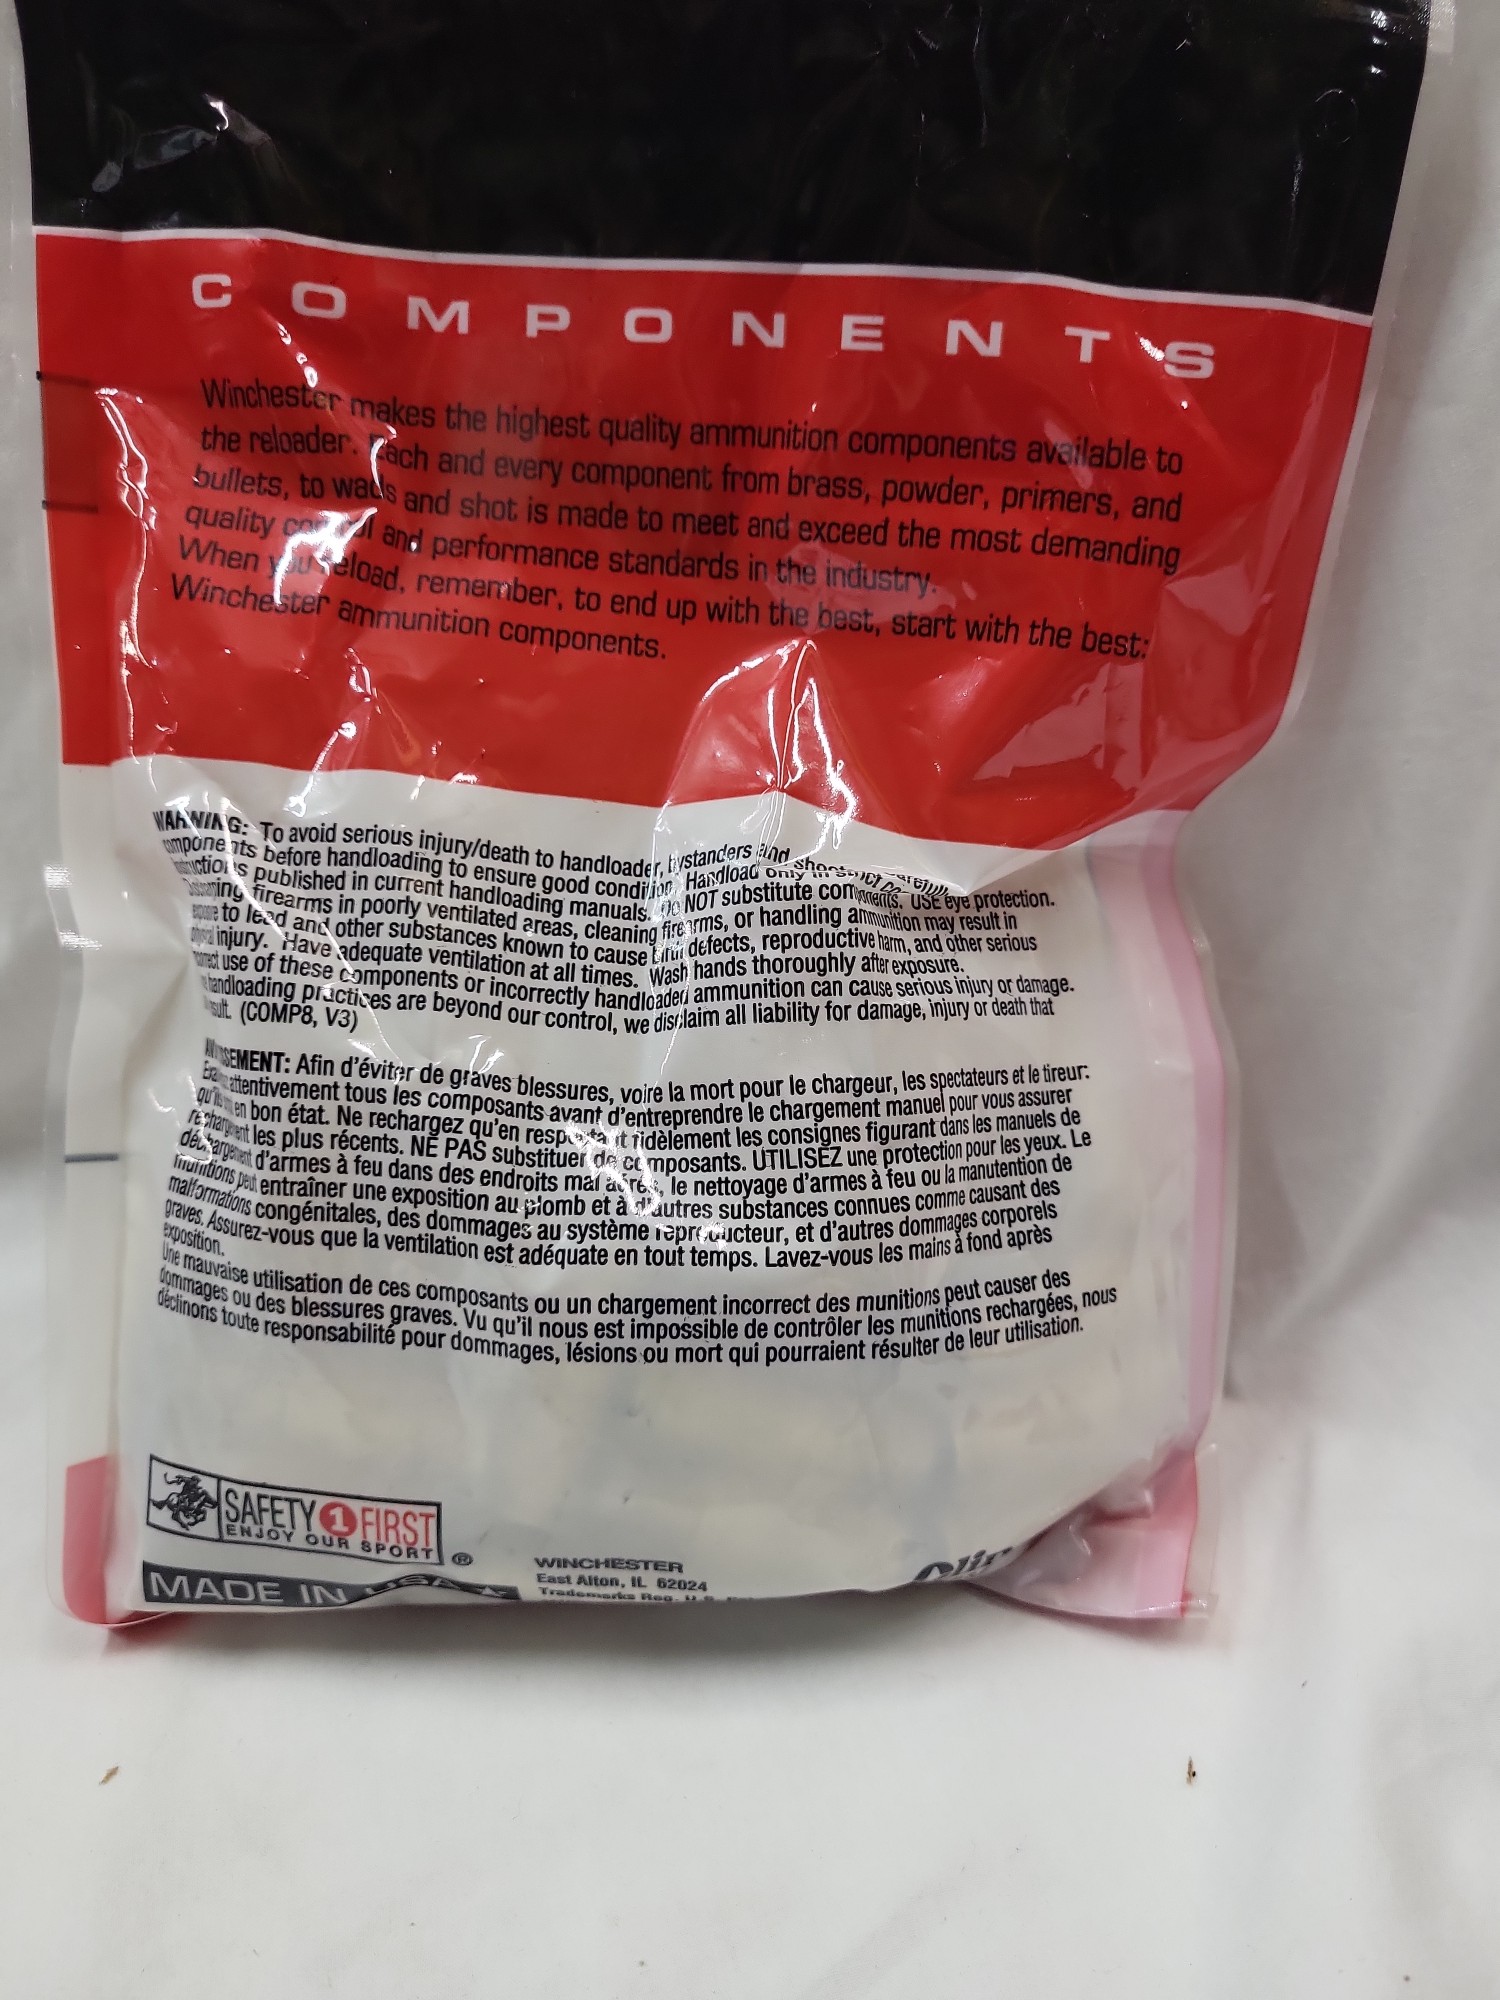 COMPONENTS
Winchester makes the highest quality ammunition components available to
the reloader. Each and every component from brass, powder, primers, and
bullets, to wads and shot is made to meet and exceed the most demanding
quality control and performance standards in the industry.
When you reload, remember, to end up with the best, start with the best:
Winchester ammunition components.
WARNING: To avoid serious injury/death to handloader, bystanders and
components before handloading to ensure good condition. Handload only in
published in current handloading manuals. Do NOT substitute components. USE eye protection.
firearms in poorly ventilated areas, cleaning firearms, or handling ammunition may result in
to lead and other substances known to cause birth defects, reproductive harm, and other serious
injury. Have adequate ventilation at all times. Wash hands thoroughly after exposure.
use of these components or incorrectly handloaded ammunition can cause serious injury or damage.
handloading practices are beyond our control, we disclaim all liability for damage, injury or death that
(COMP8, V3)
Afin d'éviter de graves blessures, voire la mort pour le chargeur, les spectateurs et le tireur:
attentivement tous les composants avant d'entreprendre le chargement manuel pour vous assurer
qu'ils en bon état. Ne rechargez qu'en respectant fidèlement les consignes figurant dans les manuels de
les plus récents. NE PAS substituer de composants. UTILISEZ une protection pour les yeux. Le
d'armes à feu dans des endroits mal aérés, le nettoyage d'armes à feu ou la manutention de
munitions peut entraîner une exposition au plomb et à d'autres substances connues comme causant des
malformations congénitales, des dommages au système reproducteur, et d'autres dommages corporels
graves. Assurez-vous que la ventilation est adéquate en tout temps. Lavez-vous les mains à fond après
exposition.
Une mauvaise utilisation de ces composants ou un chargement incorrect des munitions peut causer des
dommages ou des blessures graves. Vu qu'il nous est impossible de contrôler les munitions rechargées, nous
déclinons toute responsabilité pour dommages, lésions ou mort qui pourraient résulter de leur utilisation.
SAFETY 1 FIRST
ENJOY OUR SPORT ®
MADE IN USA
WINCHESTER
East Alton, IL 62024
Trademarks Reg. U.S.